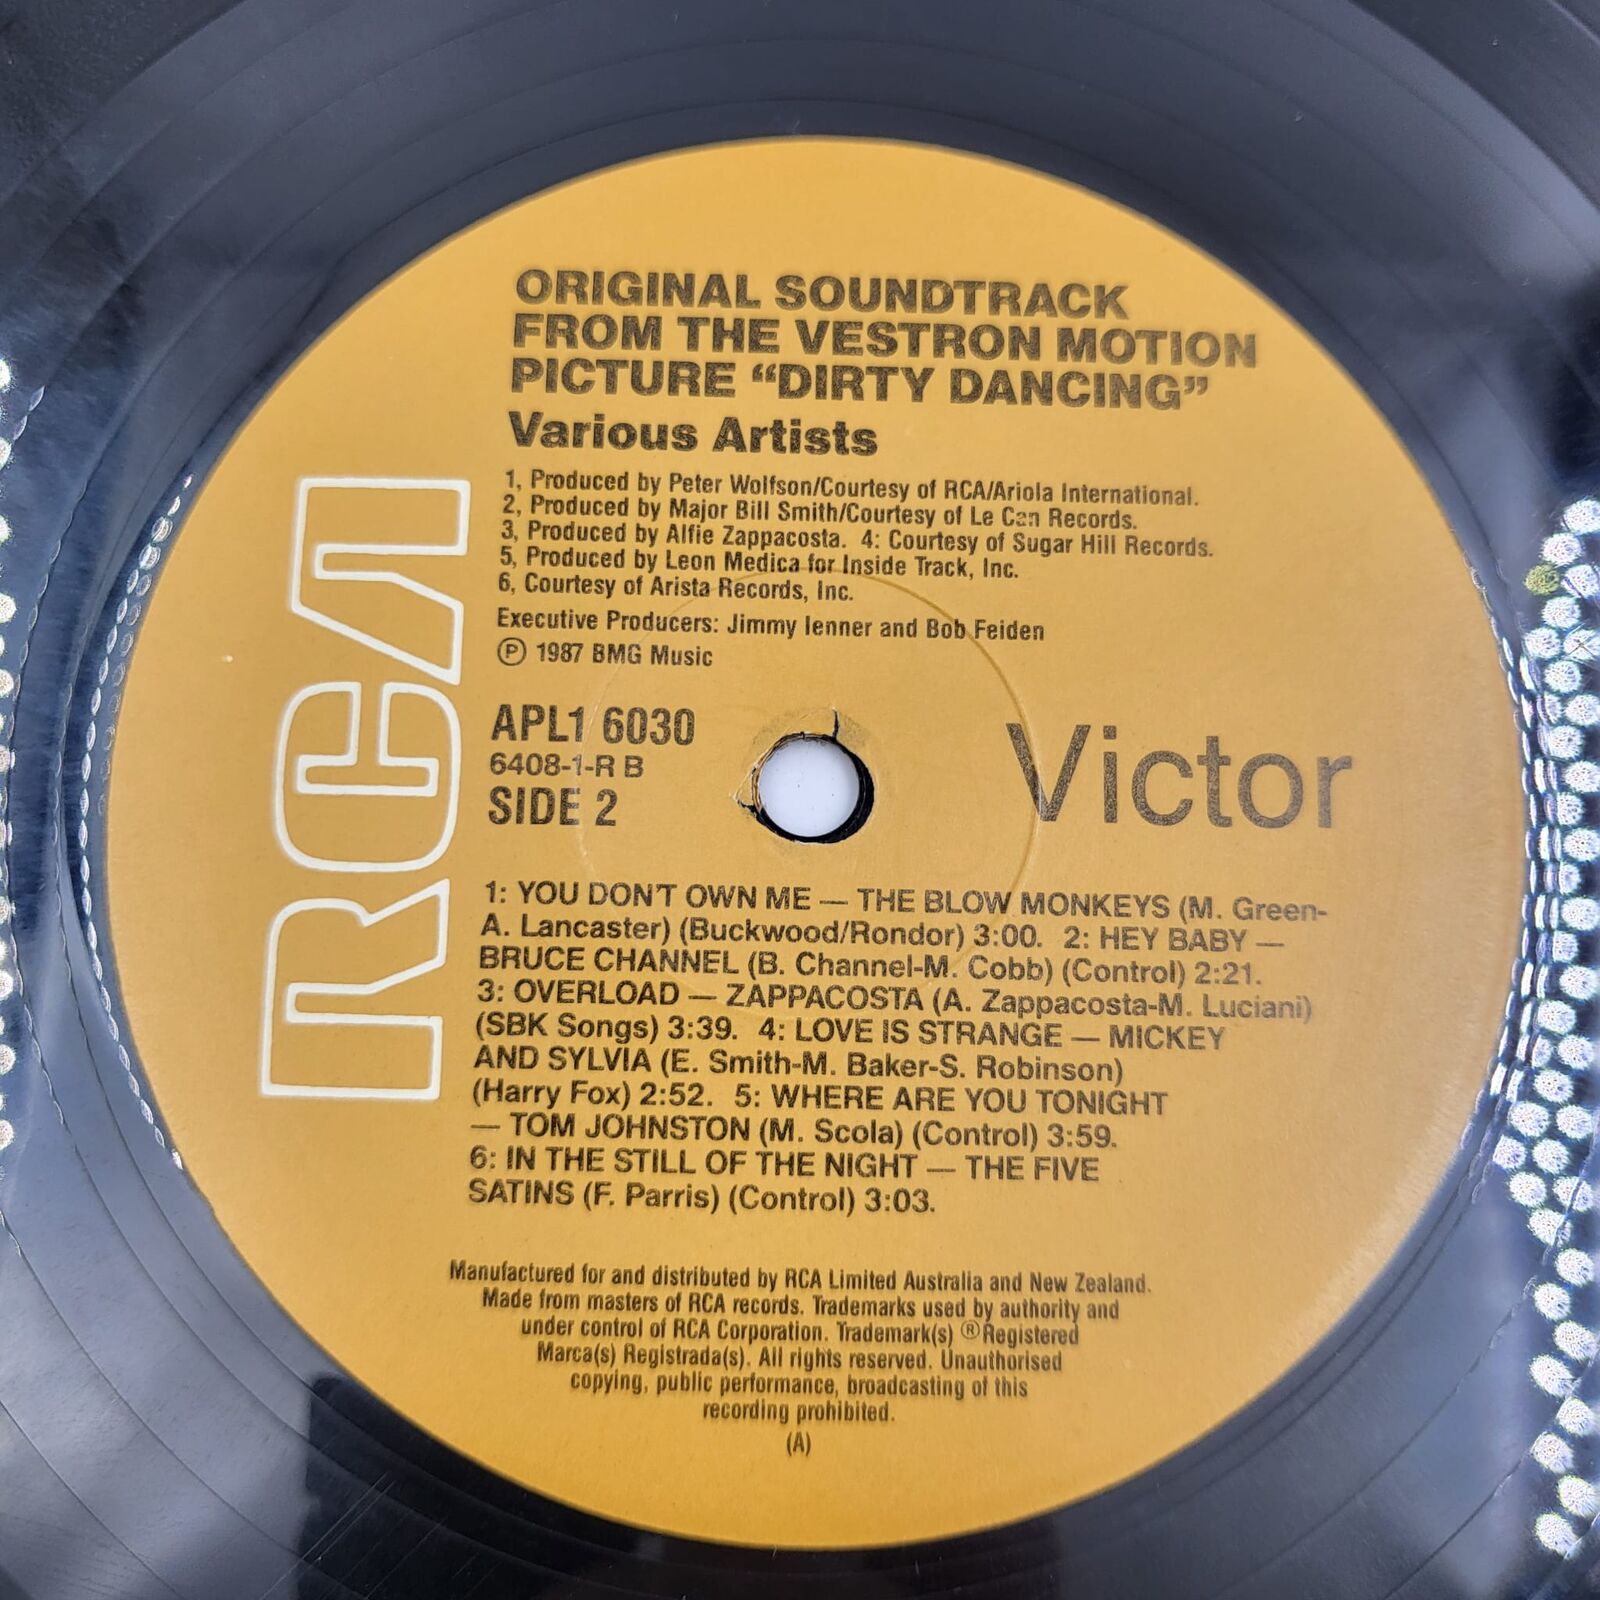 ORIGINAL SOUNDTRACK
FROM THE VESTRON MOTION
PICTURE “DIRTY DANCING”
Various Artists
1, Produced by Peter Wolfson/Courtesy of RCA/Ariola International.
2, Produced by Major Bill Smith/Courtesy of Le Can Records.
3, Produced by Alfie Zappacosta. 4: Courtesy of Sugar Hill Records.
5, Produced by Leon Medica for Inside Track, Inc.
6, Courtesy of Arista Records, Inc.
Executive Producers: Jimmy Ienner and Bob Feiden
Ⓟ 1987 BMG Music
RCA
APL1 6030
6408-1-R B
SIDE 2
Victor
1: YOU DON'T OWN ME — THE BLOW MONKEYS (M. Green-
A. Lancaster) (Buckwood/Rondor) 3:00. 2: HEY BABY —
BRUCE CHANNEL (B. Channel-M. Cobb) (Control) 2:21.
3: OVERLOAD — ZAPPACOSTA (A. Zappacosta-M. Luciani)
(SBK Songs) 3:39. 4: LOVE IS STRANGE — MICKEY
AND SYLVIA (E. Smith-M. Baker-S. Robinson)
(Harry Fox) 2:52. 5: WHERE ARE YOU TONIGHT
— TOM JOHNSTON (M. Scola) (Control) 3:59.
6: IN THE STILL OF THE NIGHT — THE FIVE
SATINS (F. Parris) (Control) 3:03.
Manufactured for and distributed by RCA Limited Australia and New Zealand.
Made from masters of RCA records. Trademarks used by authority and
under control of RCA Corporation. Trademark(s) ® Registered
Marca(s) Registrada(s). All rights reserved. Unauthorised
copying, public performance, broadcasting of this
recording prohibited.
(A)